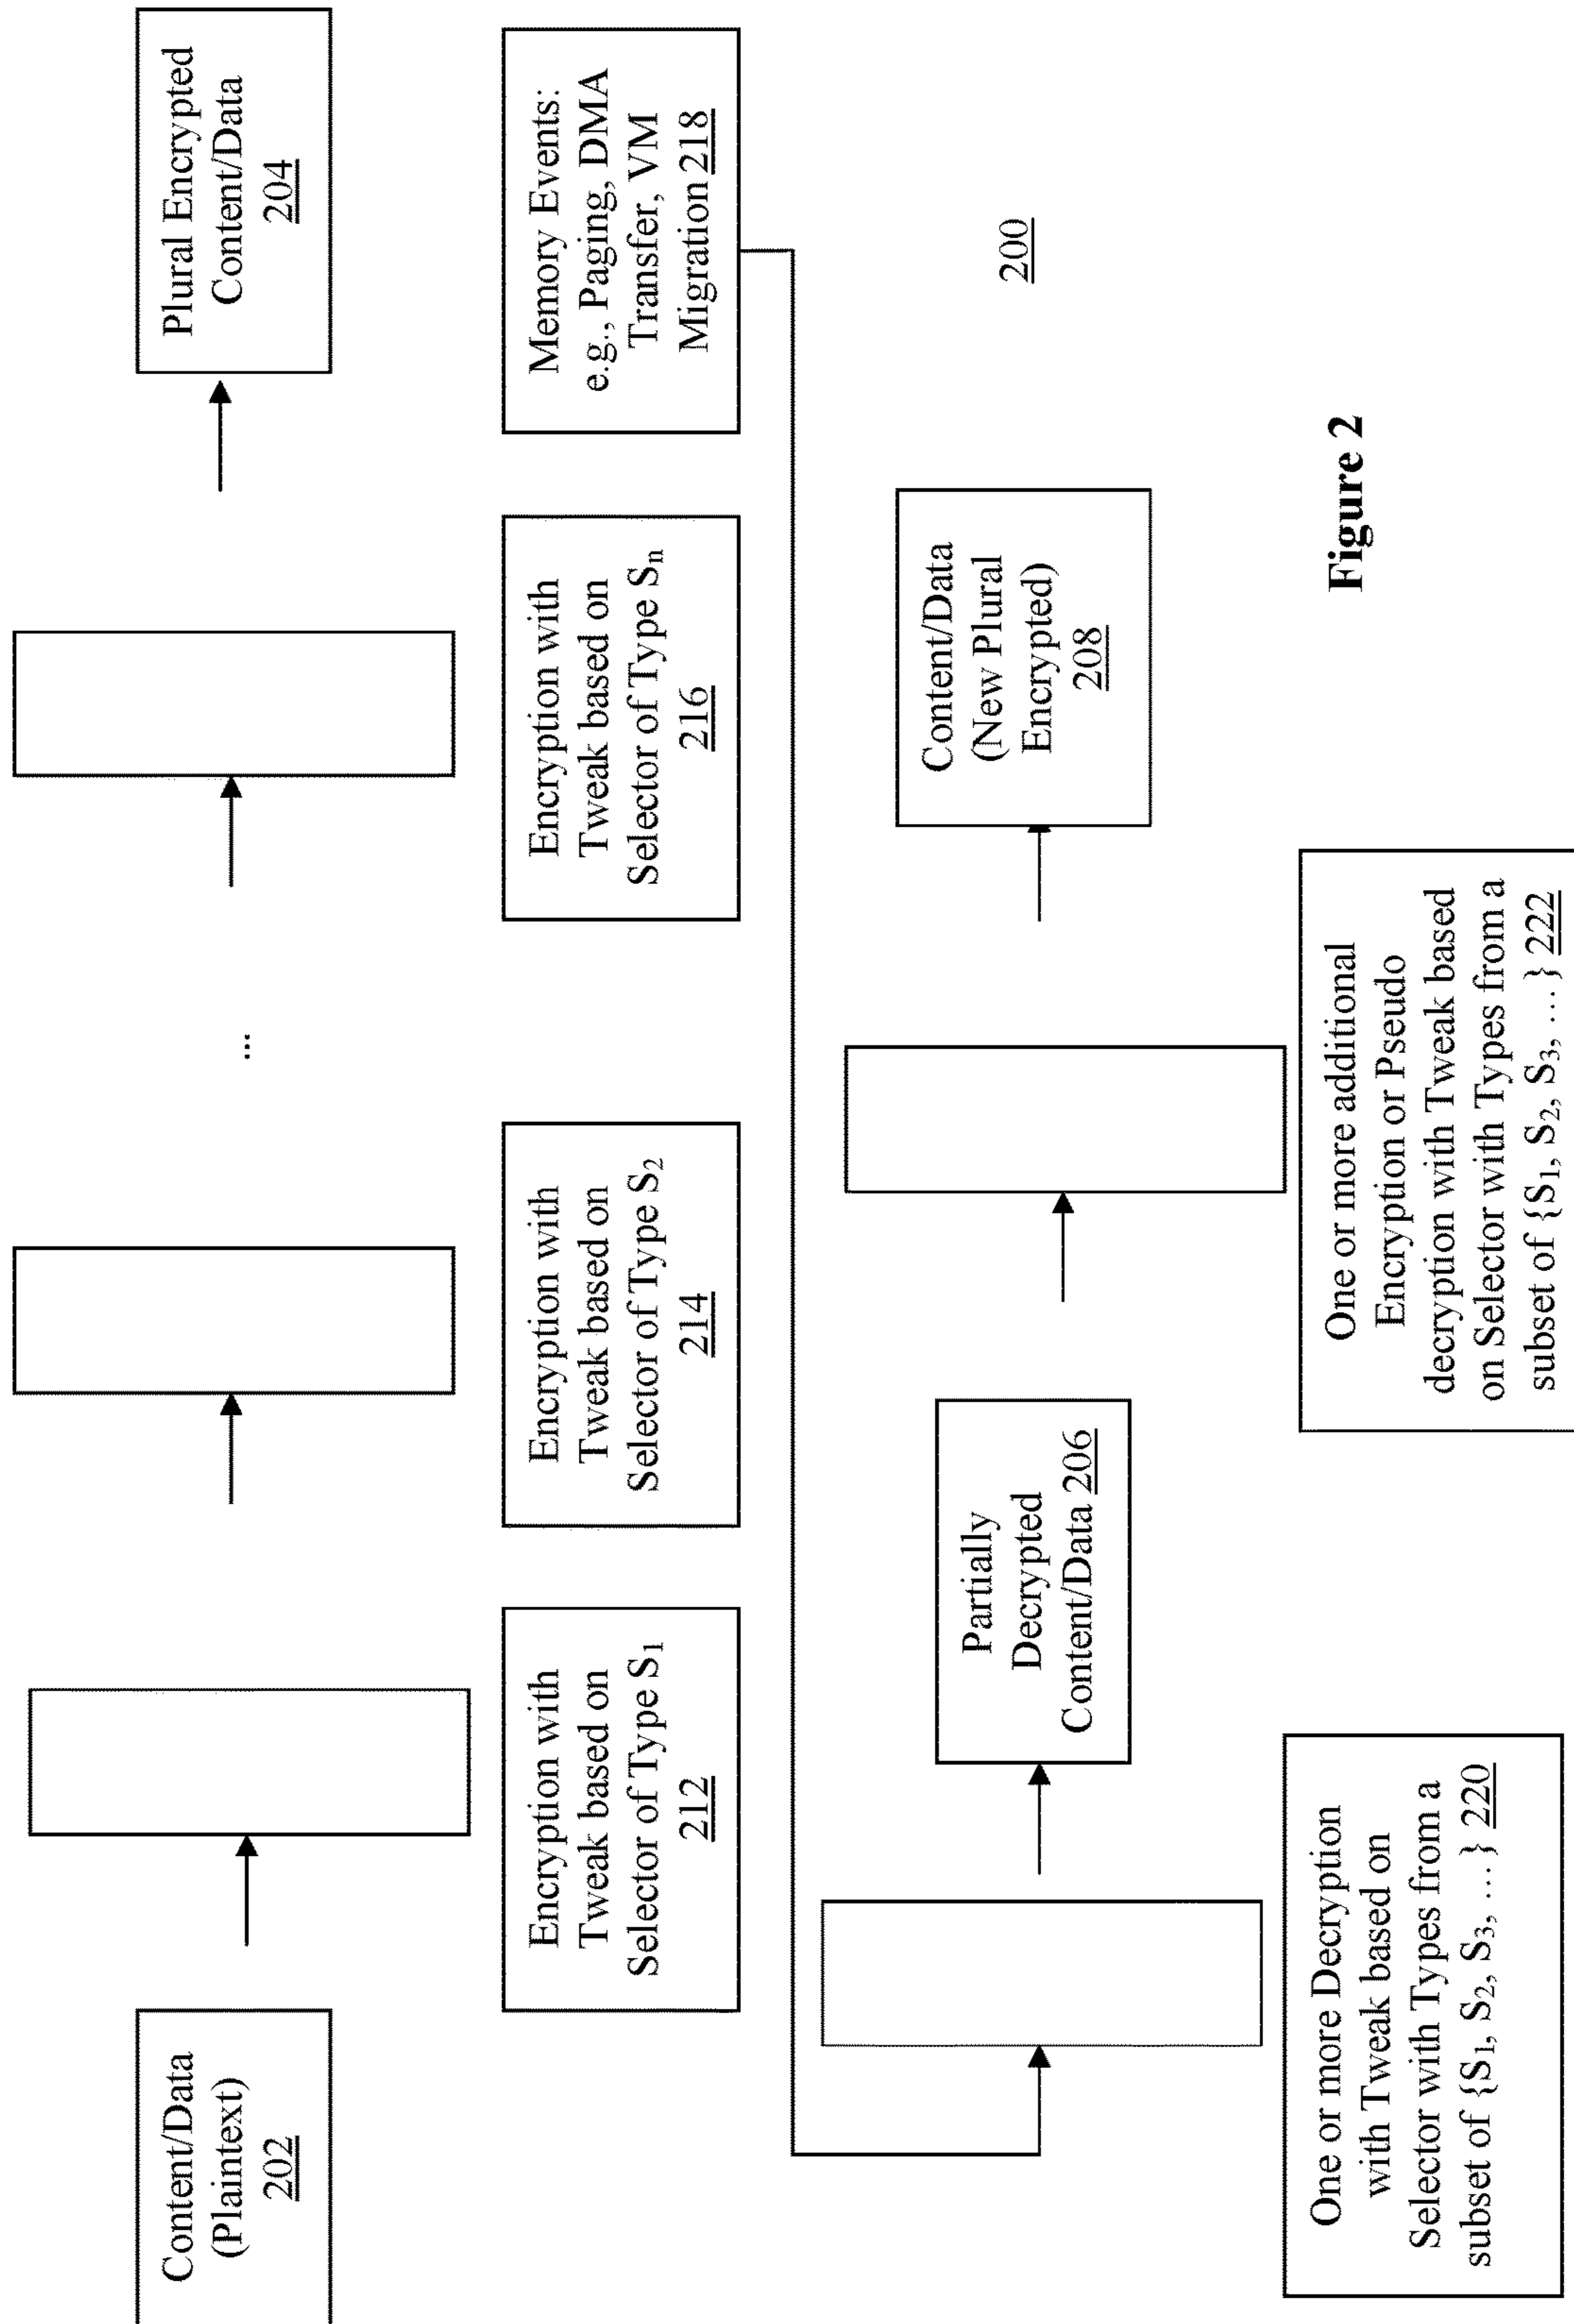 Content/Data
(Plaintext)
202
Encryption with
Tweak based on
Selector of Type S₁
212
Encryption with
Tweak based on
Selector of Type S₂
214
...
Encryption with
Tweak based on
Selector of Type Sₙ
216
Plural Encrypted
Content/Data
204
Memory Events:
e.g., Paging, DMA
Transfer, VM
Migration 218
One or more Decryption
with Tweak based on
Selector with Types from a
subset of {S₁, S₂, S₃, …} 220
Partially
Decrypted
Content/Data 206
One or more additional
Encryption or Pseudo
decryption with Tweak based
on Selector with Types from a
subset of {S₁, S₂, S₃, …} 222
Content/Data
(New Plural
Encrypted)
208
200
Figure 2